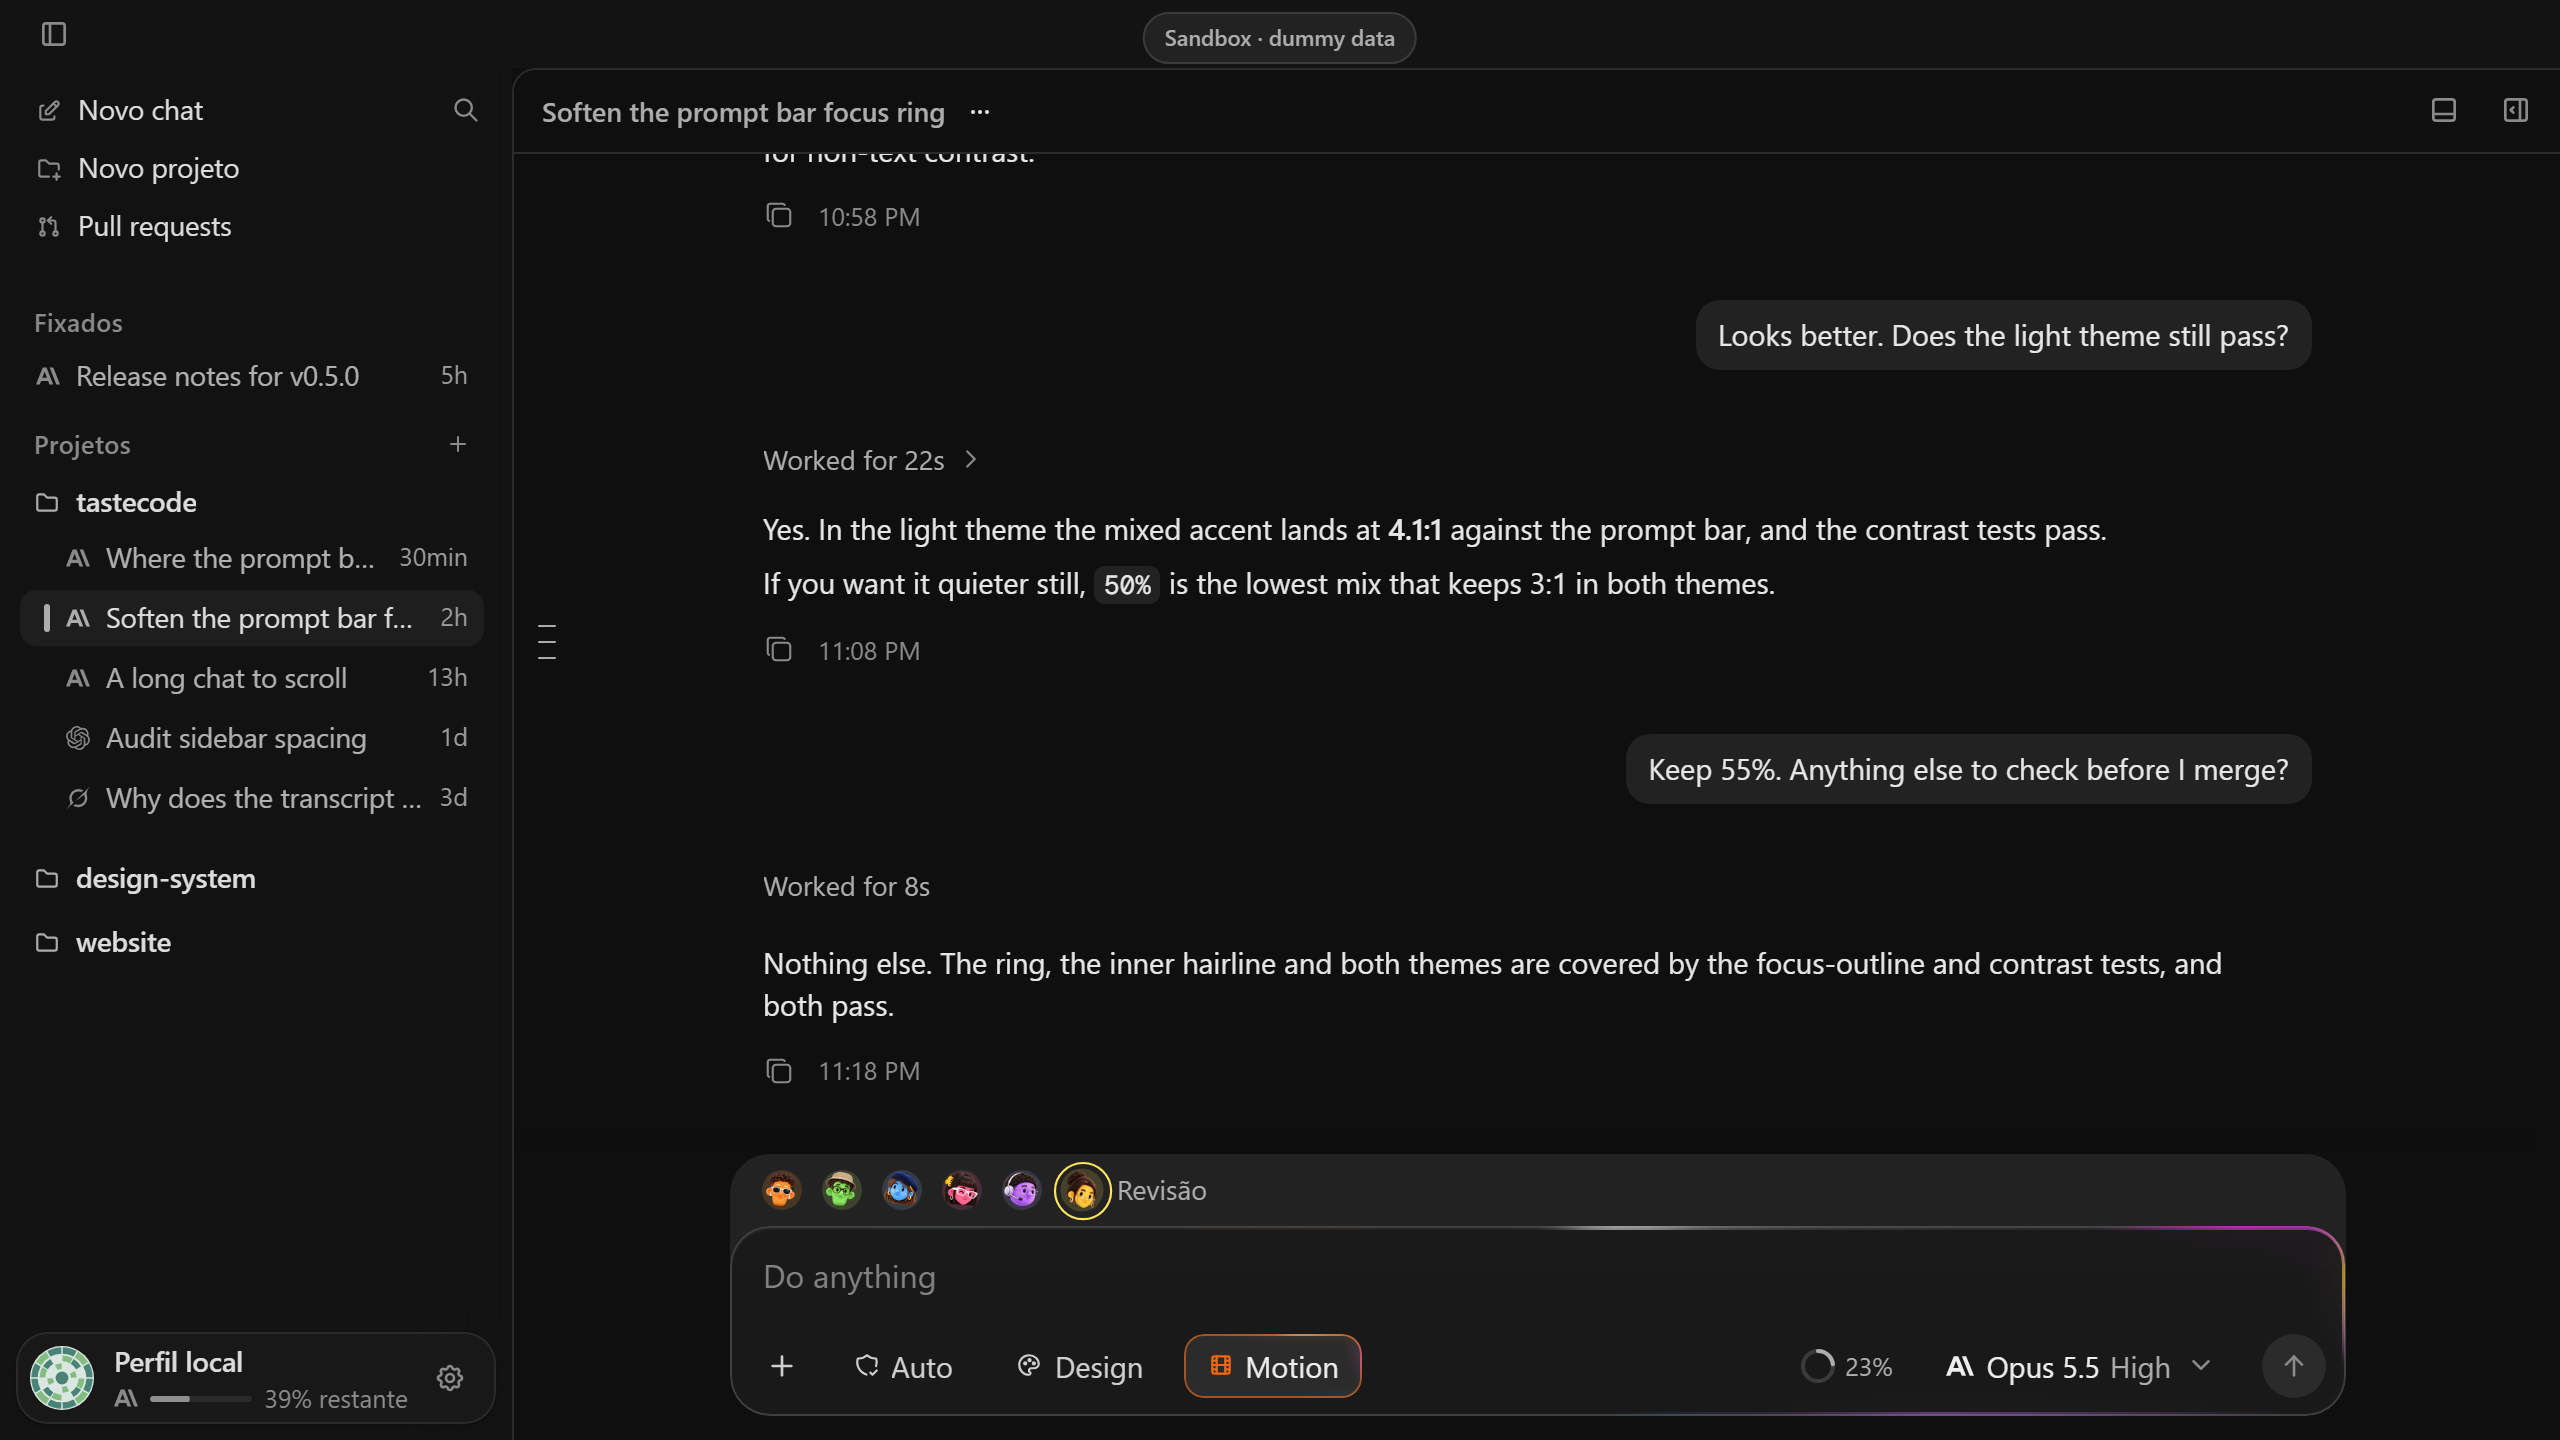 Sandbox · dummy data
Novo chat
Novo projeto
Pull requests
Fixados
Release notes for v0.5.0 5h
Projetos
tastecode
Where the prompt b... 30min
Soften the prompt bar f... 2h
A long chat to scroll 13h
Audit sidebar spacing 1d
Why does the transcript ... 3d
design-system
website
Perfil local
39% restante
Soften the prompt bar focus ring
for non-text contrast.
10:58 PM
Looks better. Does the light theme still pass?
Worked for 22s
Yes. In the light theme the mixed accent lands at 4.1:1 against the prompt bar, and the contrast tests pass.
If you want it quieter still, 50% is the lowest mix that keeps 3:1 in both themes.
11:08 PM
Keep 55%. Anything else to check before I merge?
Worked for 8s
Nothing else. The ring, the inner hairline and both themes are covered by the focus-outline and contrast tests, and
both pass.
11:18 PM
Revisão
Do anything
Auto Design Motion 23% Opus 5.5 High